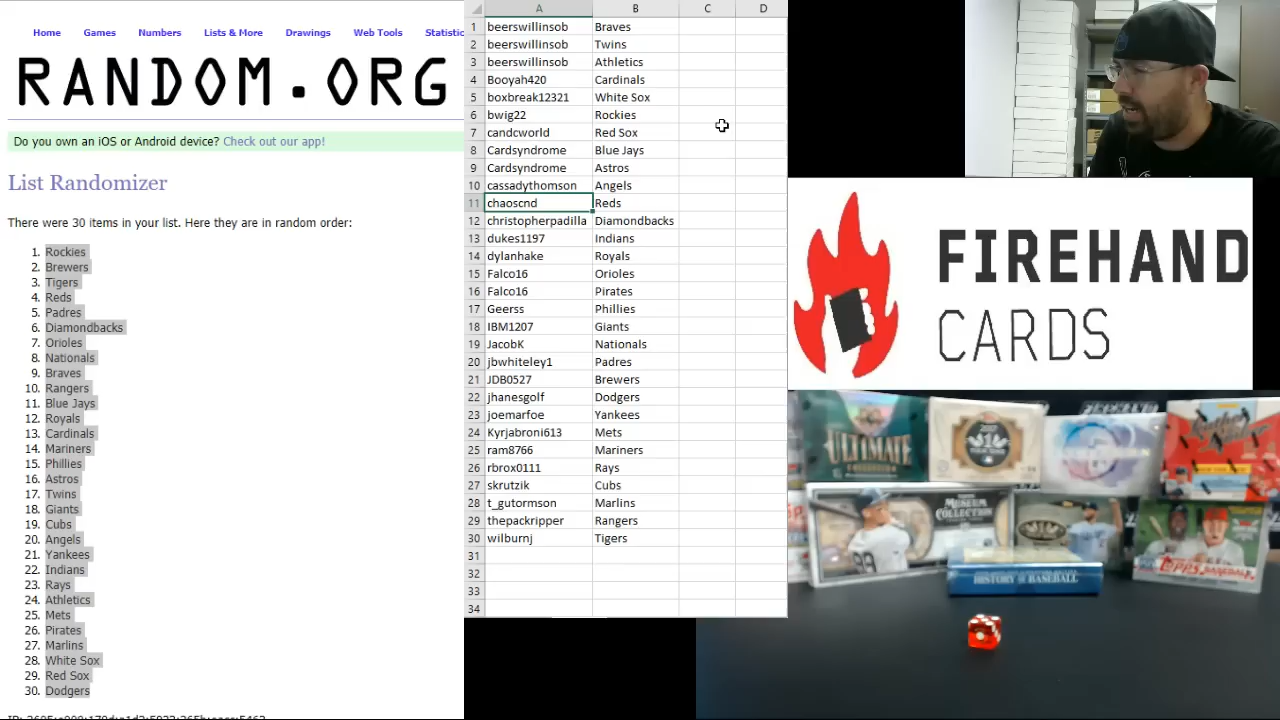 Home Games Numbers Lists & More Drawings Web Tools Statistic
RANDOM.ORG
Do you own an iOS or Android device? Check out our app!
List Randomizer
There were 30 items in your list. Here they are in random order:
1. Rockies
2. Brewers
3. Tigers
4. Reds
5. Padres
6. Diamondbacks
7. Orioles
8. Nationals
9. Braves
10. Rangers
11. Blue Jays
12. Royals
13. Cardinals
14. Mariners
15. Phillies
16. Astros
17. Twins
18. Giants
19. Cubs
20. Angels
21. Yankees
22. Indians
23. Rays
24. Athletics
25. Mets
26. Pirates
27. Marlins
28. White Sox
29. Red Sox
30. Dodgers
A B C D
1 beerswillinsob Braves
2 beerswillinsob Twins
3 beerswillinsob Athletics
4 Booyah420 Cardinals
5 boxbreak12321 White Sox
6 bwig22 Rockies
7 candcworld Red Sox
8 Cardsyndrome Blue Jays
9 Cardsyndrome Astros
10 cassadythomson Angels
11 chaoscnd Reds
12 christopherpadilla Diamondbacks
13 dukes1197 Indians
14 dylanhake Royals
15 Falco16 Orioles
16 Falco16 Pirates
17 Geerss Phillies
18 IBM1207 Giants
19 JacobK Nationals
20 jbwhiteley1 Padres
21 JDB0527 Brewers
22 jhanesgolf Dodgers
23 joemarfoe Yankees
24 Kyrjabroni613 Mets
25 ram8766 Mariners
26 rbrox0111 Rays
27 skrutzik Cubs
28 t_gutormson Marlins
29 thepackripper Rangers
30 wilburnj Tigers
31
32
33
34
FIREHAND
CARDS
ULTIMATE
MUSEUM
COLLECTION
99
TOPPS
BASEBALL
HISTORY OF BASEBALL